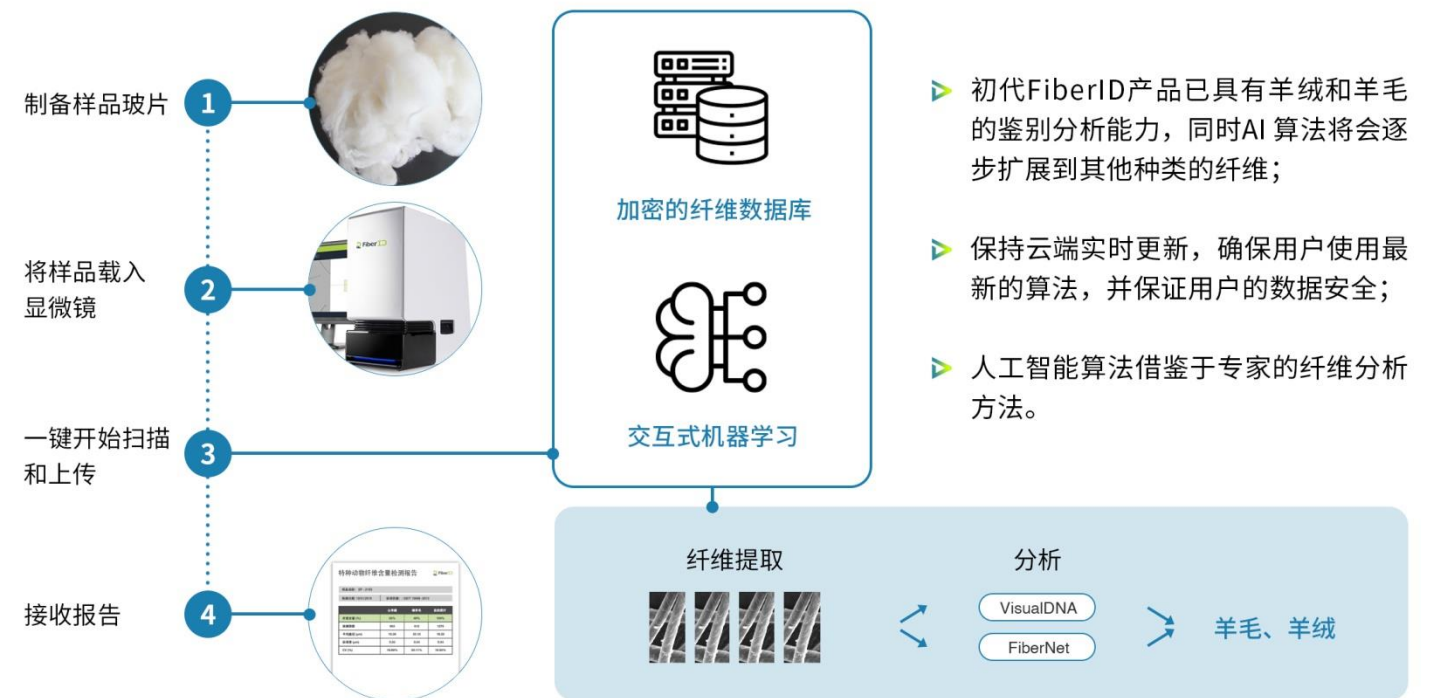 制备样品玻片
1
将样品载入
显微镜
2
Fiber ID
一键开始扫描
和上传
3
接收报告
4
特种动物纤维含量检测报告
加密的纤维数据库
交互式机器学习
初代FiberID产品已具有羊绒和羊毛
的鉴别分析能力，同时AI 算法将会逐
步扩展到其他种类的纤维；
保持云端实时更新，确保用户使用最
新的算法，并保证用户的数据安全；
人工智能算法借鉴于专家的纤维分析
方法。
纤维提取
分析
VisualDNA
FiberNet
羊毛、羊绒